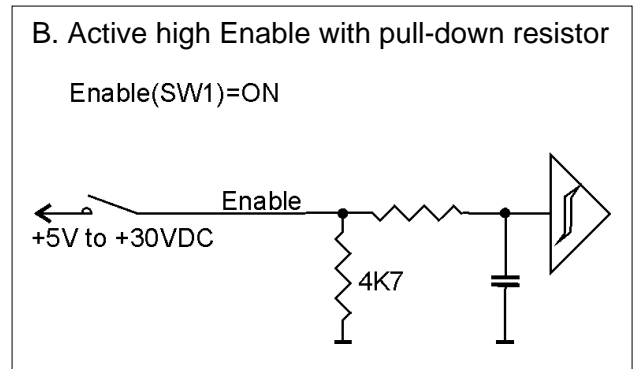 B. Active high Enable with pull-down resistor
Enable(SW1)=ON
Enable
+5V to +30VDC
4K7